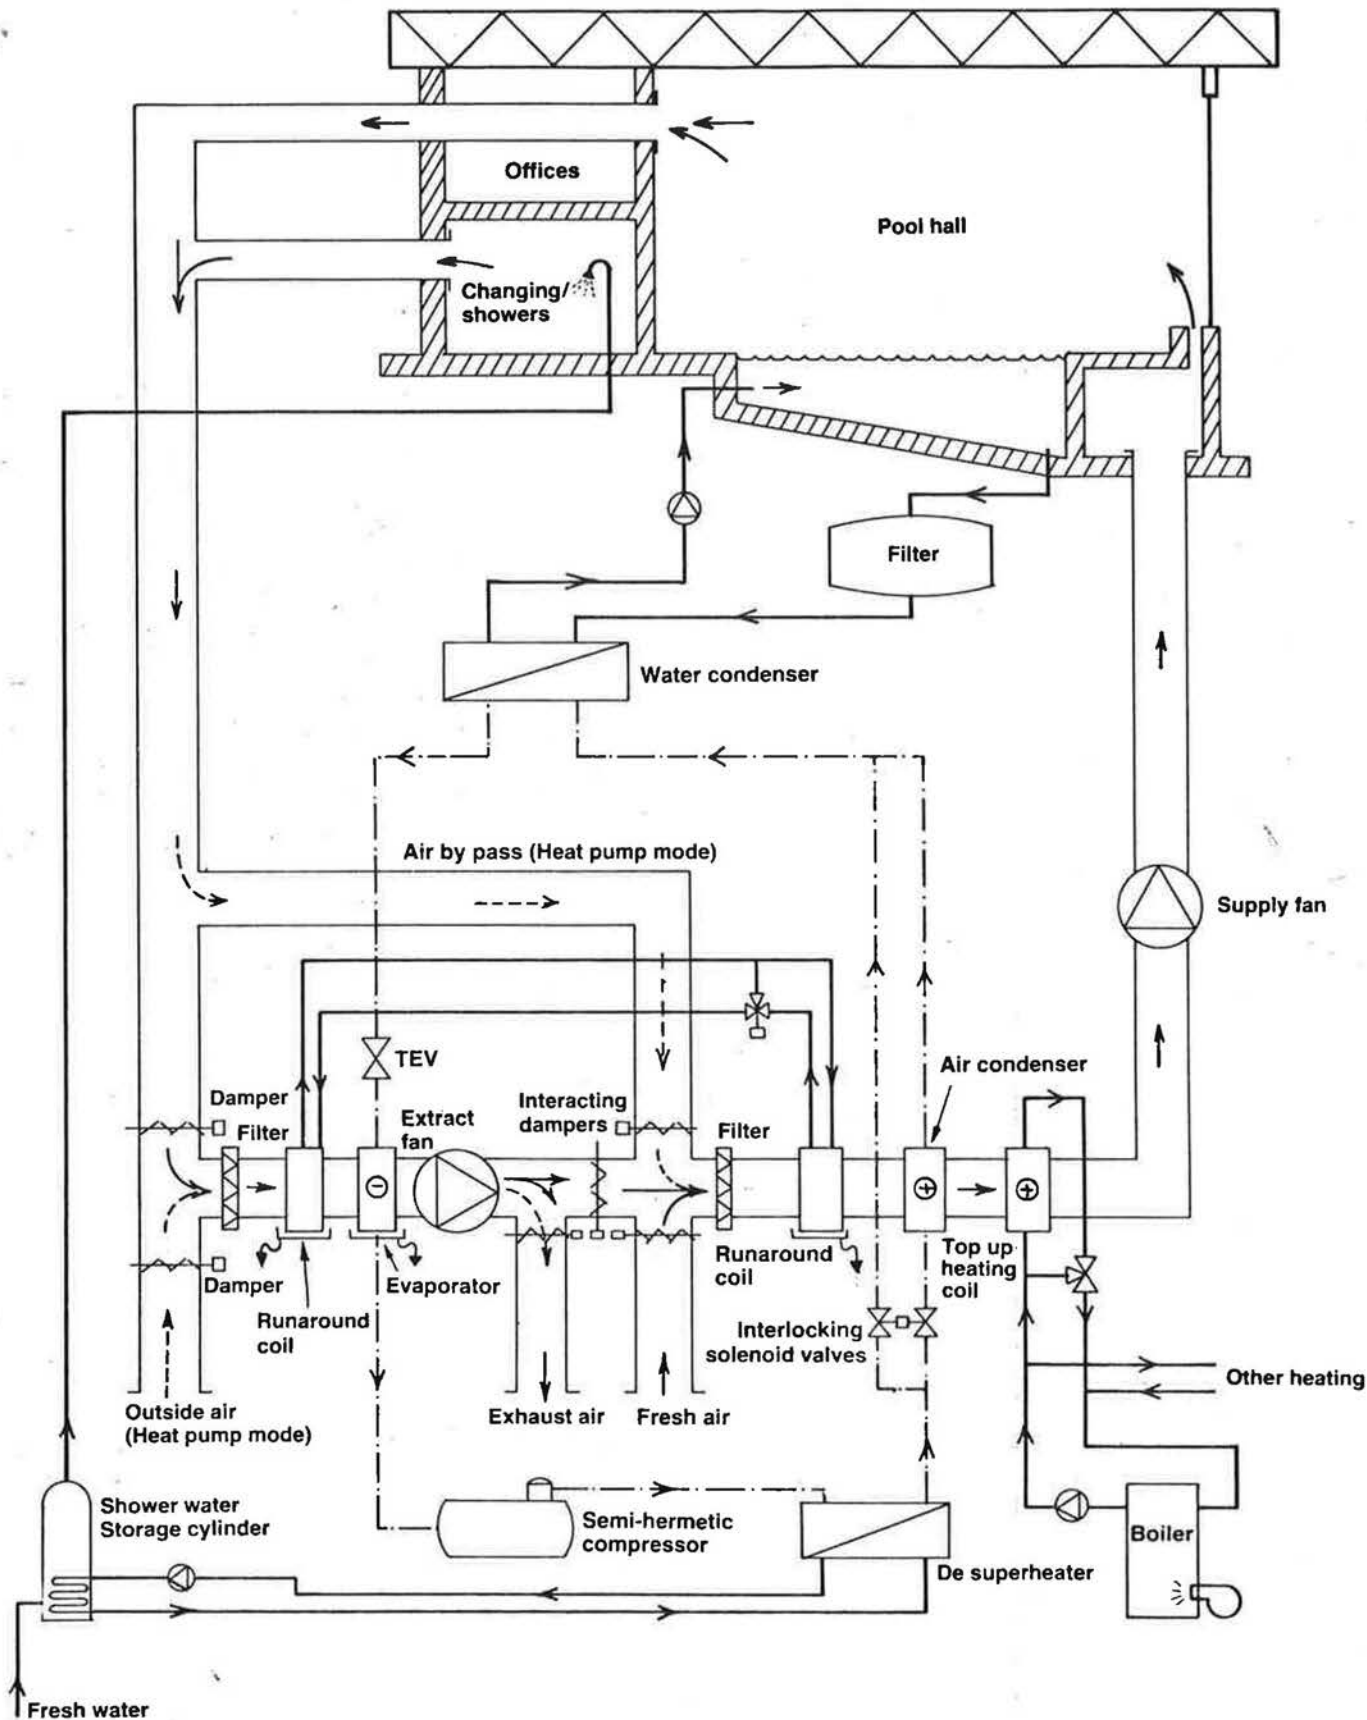 Offices
Pool hall
Changing/
showers
Filter
Water condenser
Air by pass (Heat pump mode)
Supply fan
TEV
Air condenser
Damper
Filter
Extract
fan
Interacting
dampers
Filter
Damper
Evaporator
Runaround
coil
Runaround
coil
Top up
heating
coil
Interlocking
solenoid valves
Other heating
Outside air
(Heat pump mode)
Exhaust air
Fresh air
Shower water
Storage cylinder
Semi-hermetic
compressor
Boiler
De superheater
Fresh water